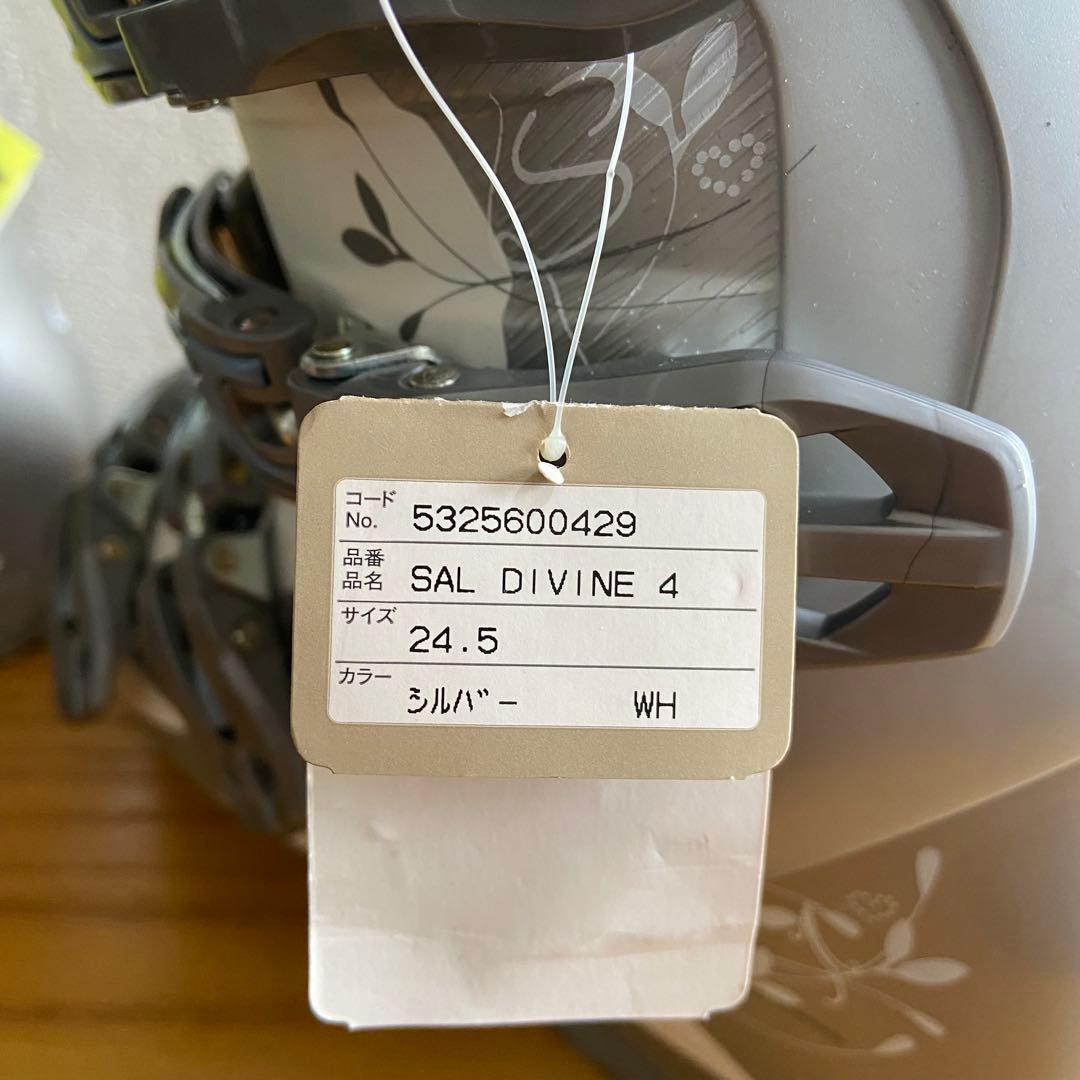 コード
No. 5325600429
品番
品名 SAL DIVINE 4
サイズ 24.5
カラー シルバー WH